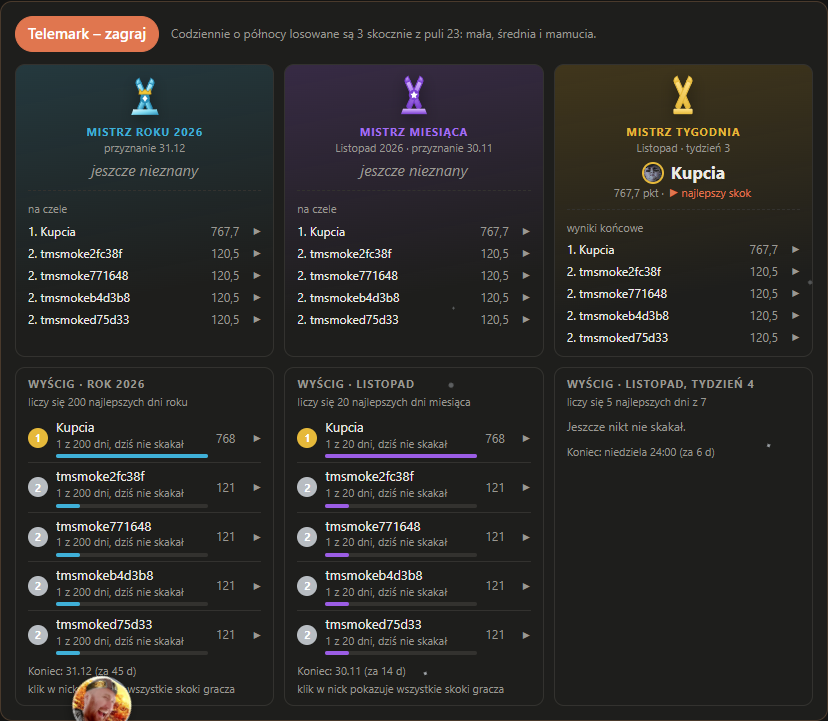 Telemark – zagraj
Codziennie o północy losowane są 3 skocznie z puli 23: mała, średnia i mamucia.
MISTRZ ROKU 2026
przyznanie 31.12
jeszcze nieznany
na czele
1. Kupcia 767,7
2. tmsmoke2fc38f 120,5
2. tmsmoke771648 120,5
2. tmsmokeb4d3b8 120,5
2. tmsmoked75d33 120,5
MISTRZ MIESIĄCA
Listopad 2026 · przyznanie 30.11
jeszcze nieznany
na czele
1. Kupcia 767,7
2. tmsmoke2fc38f 120,5
2. tmsmoke771648 120,5
2. tmsmokeb4d3b8 120,5
2. tmsmoked75d33 120,5
MISTRZ TYGODNIA
Listopad · tydzień 3
Kupcia
767,7 pkt · ▶ najlepszy skok
wyniki końcowe
1. Kupcia 767,7
2. tmsmoke2fc38f 120,5
2. tmsmoke771648 120,5
2. tmsmokeb4d3b8 120,5
2. tmsmoked75d33 120,5
WYŚCIG · ROK 2026
liczy się 200 najlepszych dni roku
1 Kupcia 768
1 z 200 dni, dziś nie skakał
2 tmsmoke2fc38f 121
1 z 200 dni, dziś nie skakał
2 tmsmoke771648 121
1 z 200 dni, dziś nie skakał
2 tmsmokeb4d3b8 121
1 z 200 dni, dziś nie skakał
2 tmsmoked75d33 121
1 z 200 dni, dziś nie skakał
Koniec: 31.12 (za 45 d)
klik w nick wszystkie skoki gracza
WYŚCIG · LISTOPAD
liczy się 20 najlepszych dni miesiąca
1 Kupcia 768
1 z 20 dni, dziś nie skakał
2 tmsmoke2fc38f 121
1 z 20 dni, dziś nie skakał
2 tmsmoke771648 121
1 z 20 dni, dziś nie skakał
2 tmsmokeb4d3b8 121
1 z 20 dni, dziś nie skakał
2 tmsmoked75d33 121
1 z 20 dni, dziś nie skakał
Koniec: 30.11 (za 14 d)
klik w nick pokazuje wszystkie skoki gracza
WYŚCIG · LISTOPAD, TYDZIEŃ 4
liczy się 5 najlepszych dni z 7
Jeszcze nikt nie skakał.
Koniec: niedziela 24:00 (za 6 d)